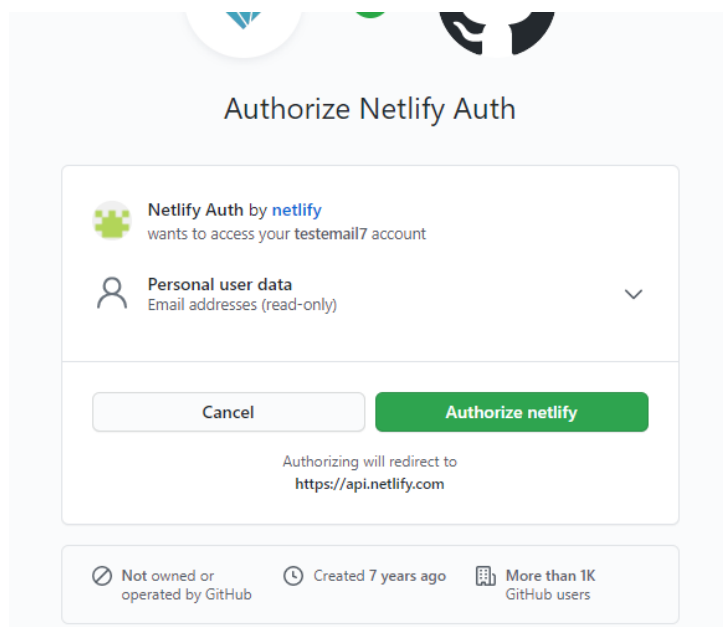 Authorize Netlify Auth
Netlify Auth by netlify
wants to access your testemail7 account
Personal user data
Email addresses (read-only)
Cancel
Authorize netlify
Authorizing will redirect to
https://api.netlify.com
Not owned or
operated by GitHub
Created 7 years ago
More than 1K
GitHub users